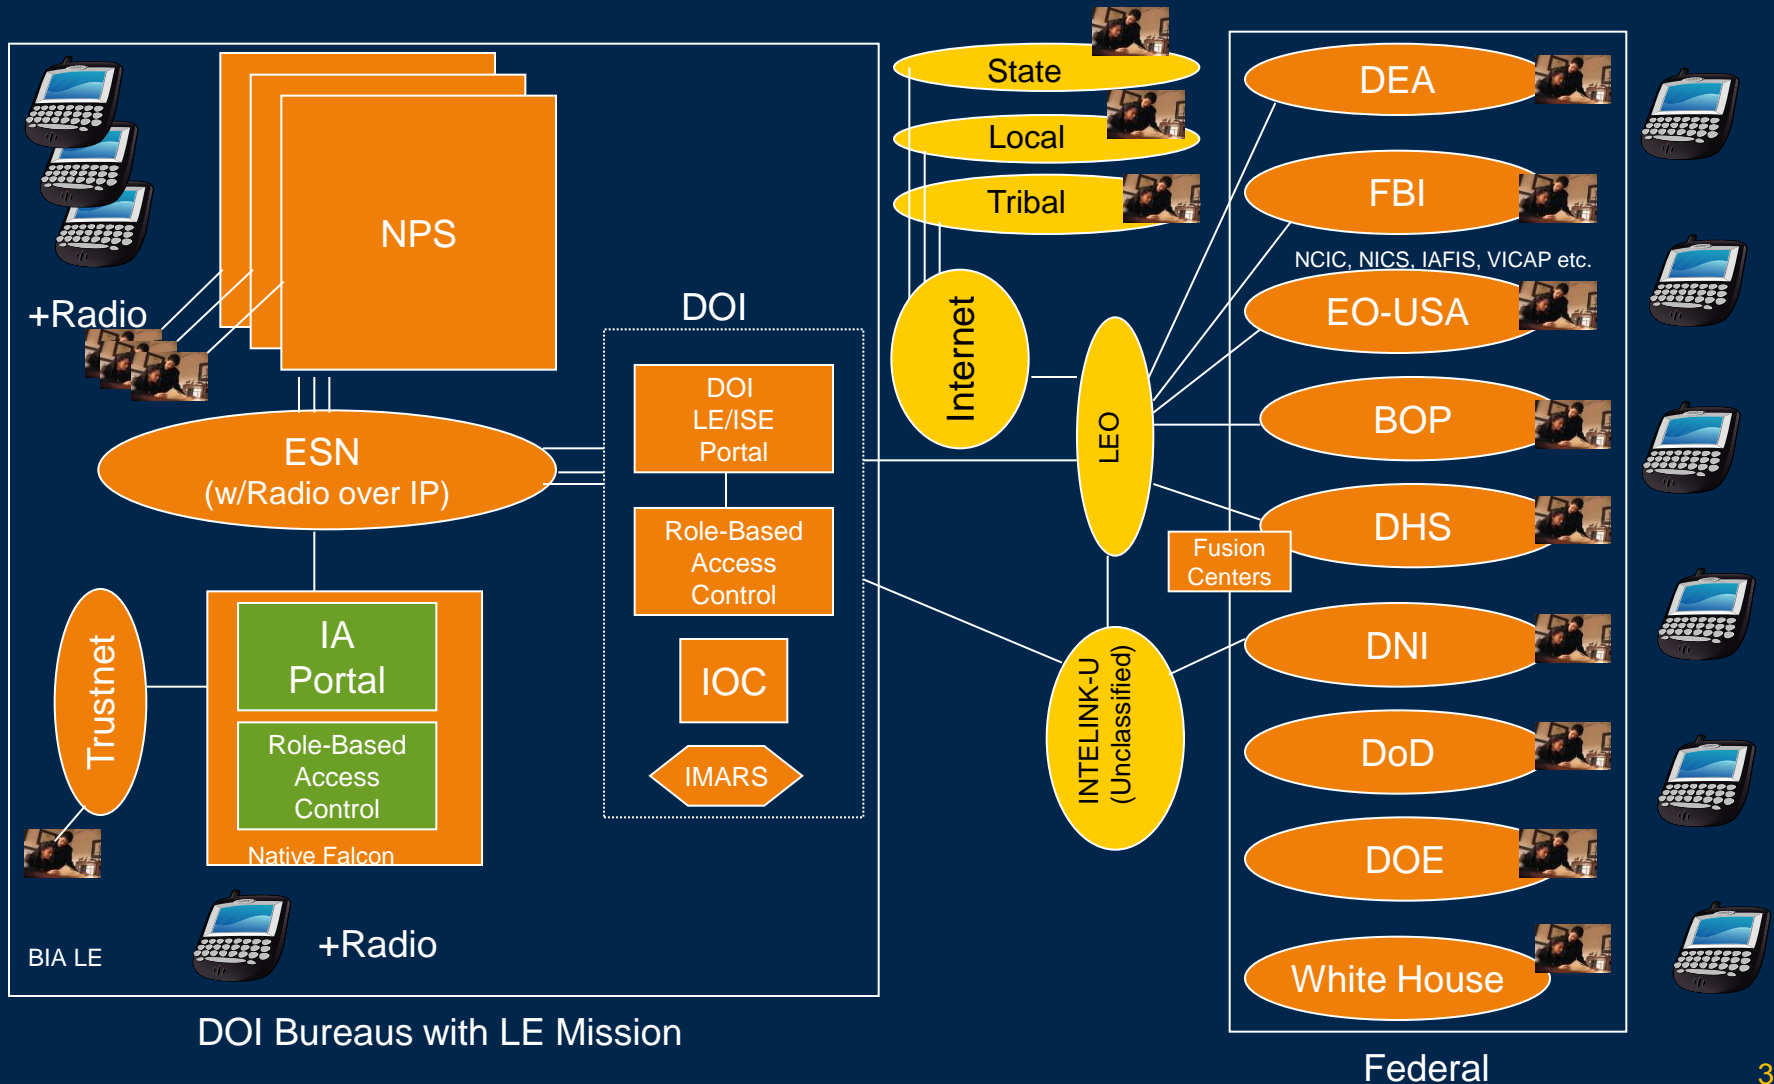 NPS
+Radio
ESN
(w/Radio over IP)
Trustnet
IA
Portal
Role-Based
Access
Control
Native Falcon
BIA LE
+Radio
DOI Bureaus with LE Mission
DOI
DOI
LE/ISE
Portal
Role-Based
Access
Control
IOC
IMARS
State
Local
Tribal
Internet
LEO
INTELINK-U
(Unclassified)
Fusion
Centers
DEA
FBI
NCIC, NICS, IAFIS, VICAP etc.
EO-USA
BOP
DHS
DNI
DoD
DOE
White House
Federal
3